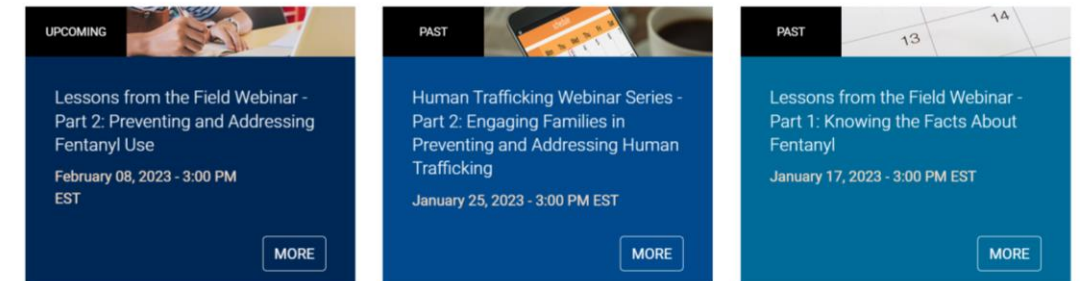 UPCOMING
Lessons from the Field Webinar -
Part 2: Preventing and Addressing
Fentanyl Use
February 08, 2023 - 3:00 PM
EST
MORE
PAST
Human Trafficking Webinar Series -
Part 2: Engaging Families in
Preventing and Addressing Human
Trafficking
January 25, 2023 - 3:00 PM EST
MORE
PAST
13
14
Lessons from the Field Webinar -
Part 1: Knowing the Facts About
Fentanyl
January 17, 2023 - 3:00 PM EST
MORE